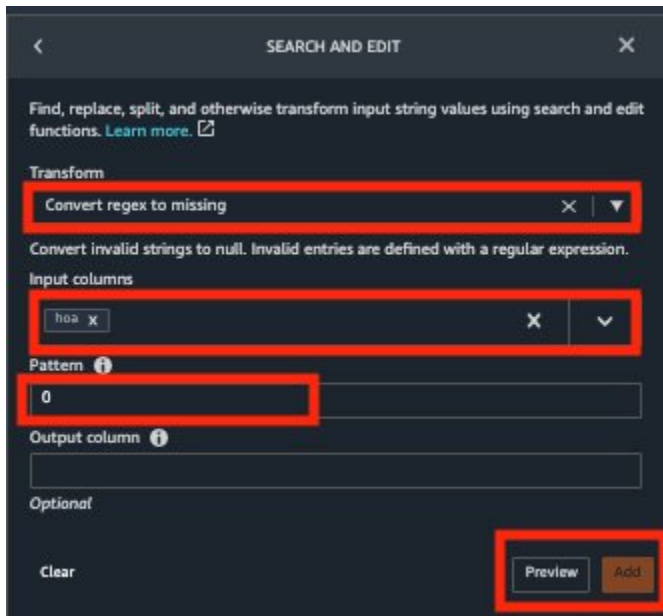 SEARCH AND EDIT
Find, replace, split, and otherwise transform input string values using search and edit
functions. Learn more.
Transform
Convert regex to missing
Convert invalid strings to null. Invalid entries are defined with a regular expression.
Input columns
hoa x
Pattern
0
Output column
Optional
Clear
Preview Add